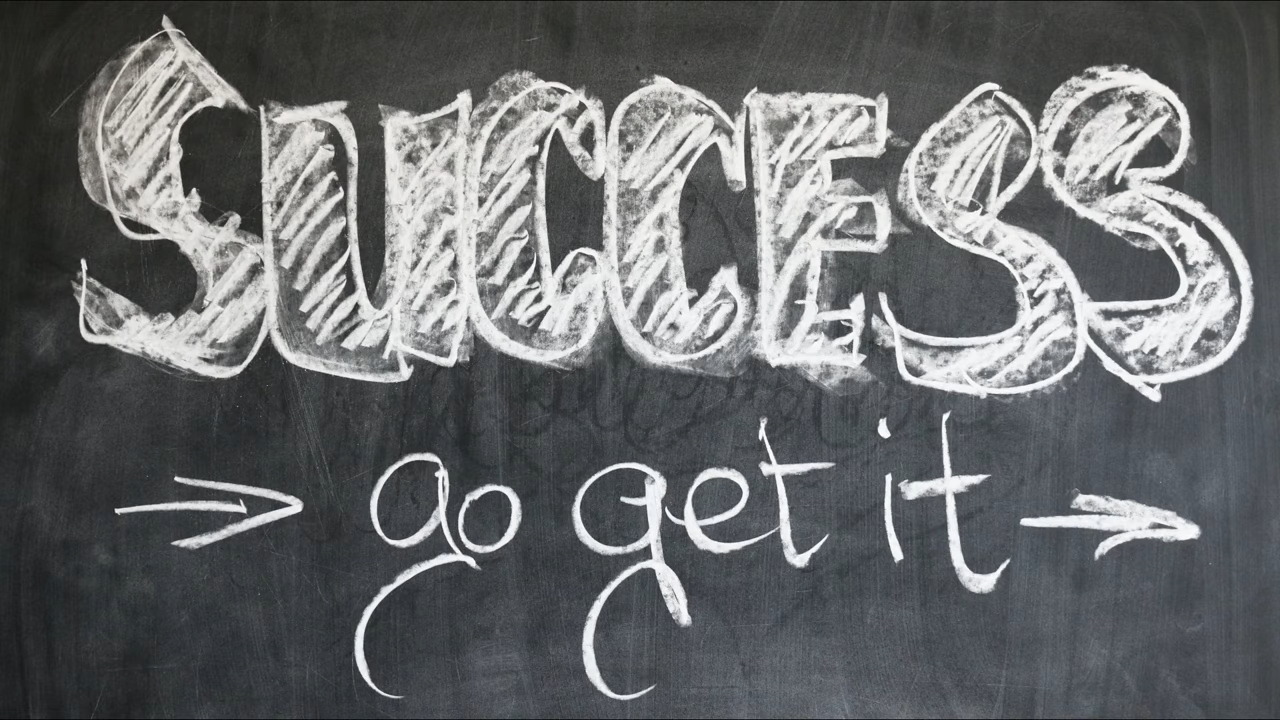 SUCCESS
→ go get it →